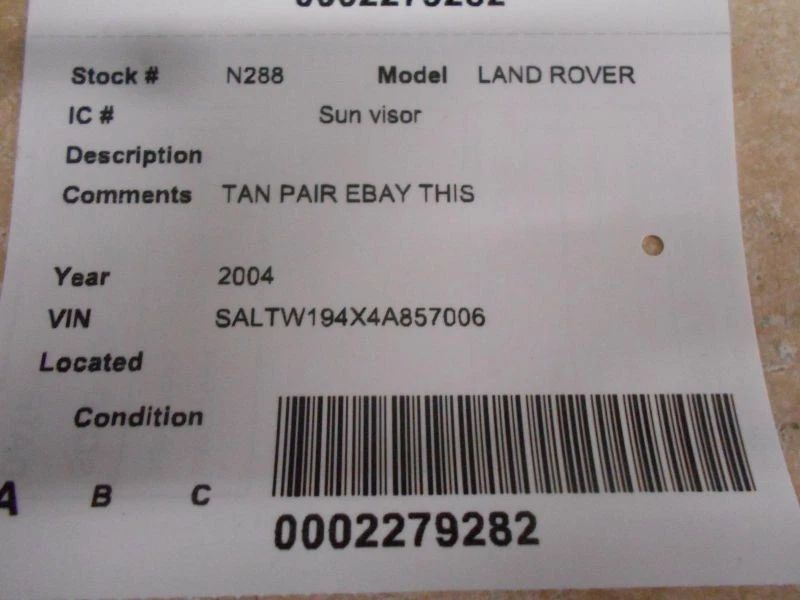 0002279282
Stock # N288 Model LAND ROVER
IC # Sun visor
Description
Comments TAN PAIR EBAY THIS
Year 2004
VIN SALTW194X4A857006
Located
Condition
A B C
0002279282